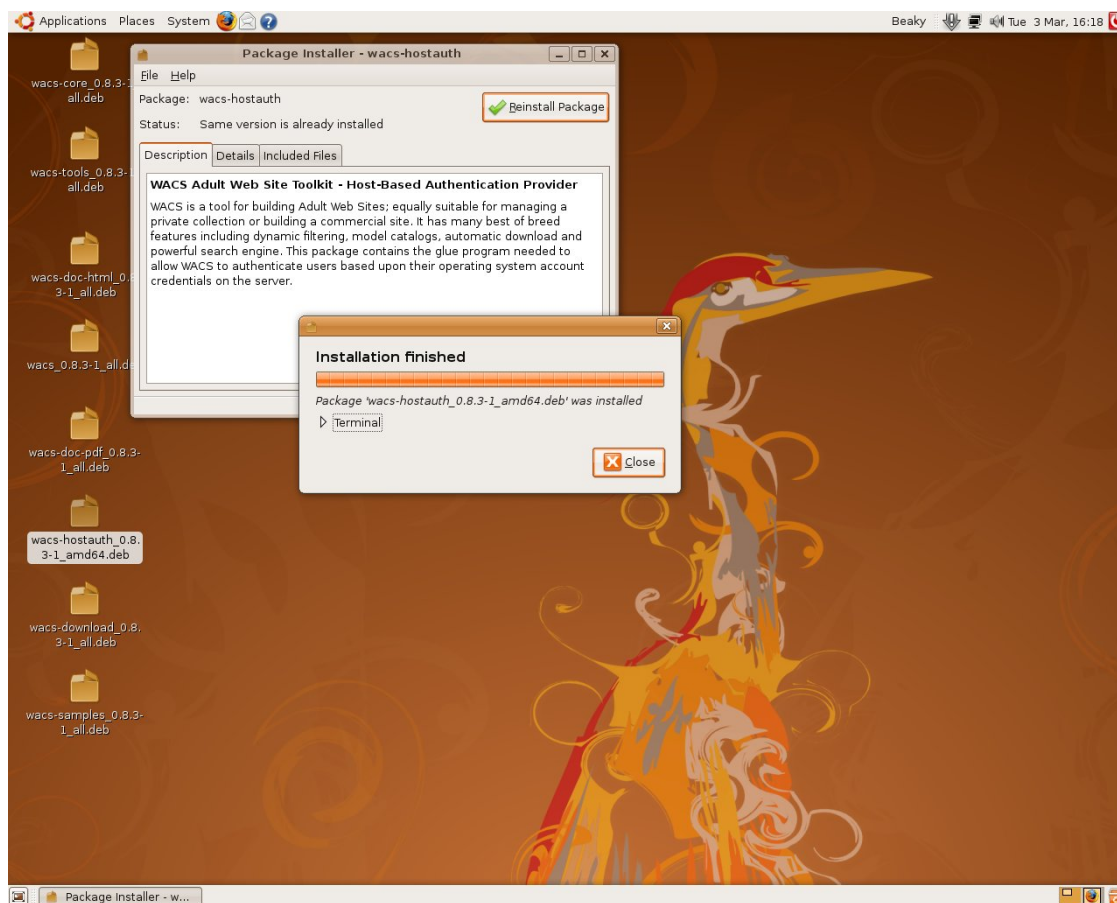 Applications Places System Beaky Tue 3 Mar, 16:18
wacs-core_0.8.3-1
all.deb
wacs-tools_0.8.3-
all.deb
wacs-doc-html_0.
3-1_all.deb
wacs_0.8.3-1_all.d
wacs-doc-pdf_0.8.3-
1_all.deb
wacs-hostauth_0.8.
3-1_amd64.deb
wacs-download_0.8.
3-1_all.deb
wacs-samples_0.8.3-
1_all.deb
Package Installer - wacs-hostauth
File Help
Package: wacs-hostauth
Reinstall Package
Status: Same version is already installed
Description Details Included Files
WACS Adult Web Site Toolkit - Host-Based Authentication Provider
WACS is a tool for building Adult Web Sites; equally suitable for managing a
private collection or building a commercial site. It has many best of breed
features including dynamic filtering, model catalogs, automatic download and
powerful search engine. This package contains the glue program needed to
allow WACS to authenticate users based upon their operating system account
credentials on the server.
Installation finished
Package 'wacs-hostauth_0.8.3-1_amd64.deb' was installed
Terminal
Close
Package Installer - w...